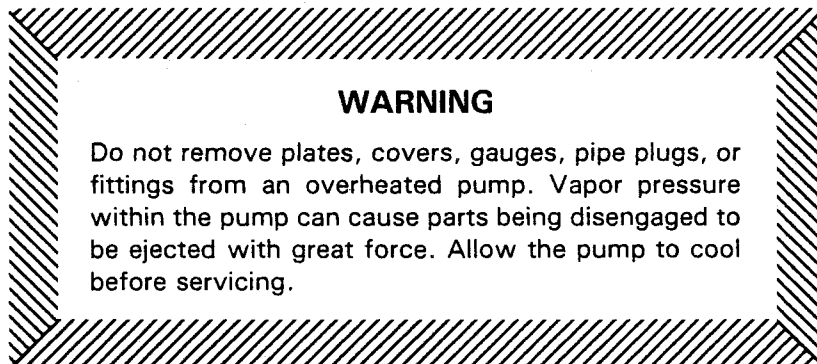 WARNING
Do not remove plates, covers, gauges, pipe plugs, or
fittings from an overheated pump. Vapor pressure
within the pump can cause parts being disengaged to
be ejected with great force. Allow the pump to cool
before servicing.